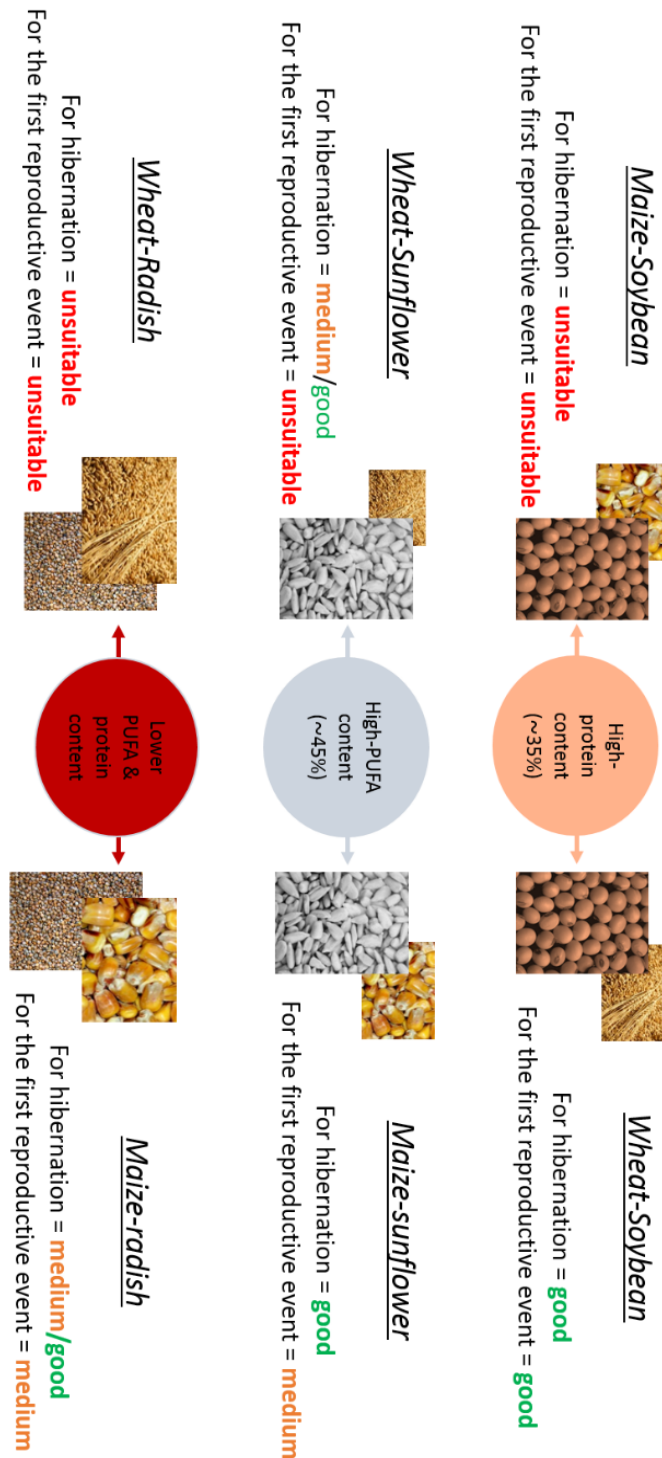 Maize-Soybean
For hibernation = unsuitable
For the first reproductive event = unsuitable
High-
protein
content
(~35%)
Wheat-Soybean
For hibernation = good
For the first reproductive event = good
Wheat-Sunflower
For hibernation = medium/good
For the first reproductive event = unsuitable
High-PUFA
content
(~45%)
Maize-sunflower
For hibernation = good
For the first reproductive event = medium
Wheat-Radish
For hibernation = unsuitable
For the first reproductive event = unsuitable
Lower
PUFA &
protein
content
Maize-radish
For hibernation = medium/good
For the first reproductive event = medium